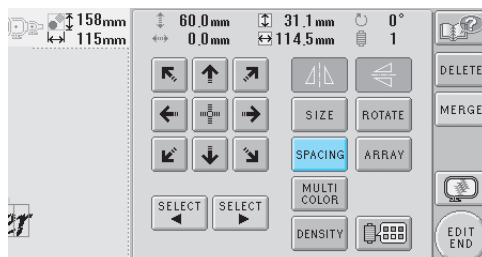 158mm 60.0mm 31.1mm 0°
115mm 0.0mm 114.5mm 1
DELETE
SIZE ROTATE MERGE
SPACING ARRAY
MULTI
COLOR
SELECT SELECT
DENSITY
EDIT
END
er